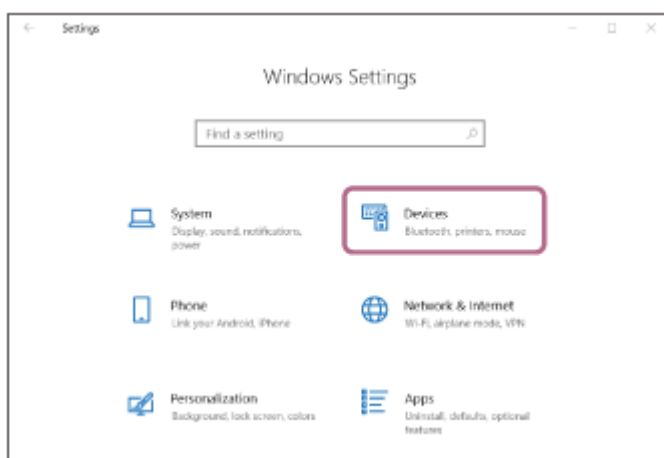 Settings
Windows Settings
Find a setting
System
Display, sound, notifications,
power
Devices
Bluetooth, printers, mouse
Phone
Link your Android, iPhone
Network & Internet
Wi-Fi, airplane mode, VPN
Personalization
Background, lock screen, colors
Apps
Uninstall, defaults, optional
features